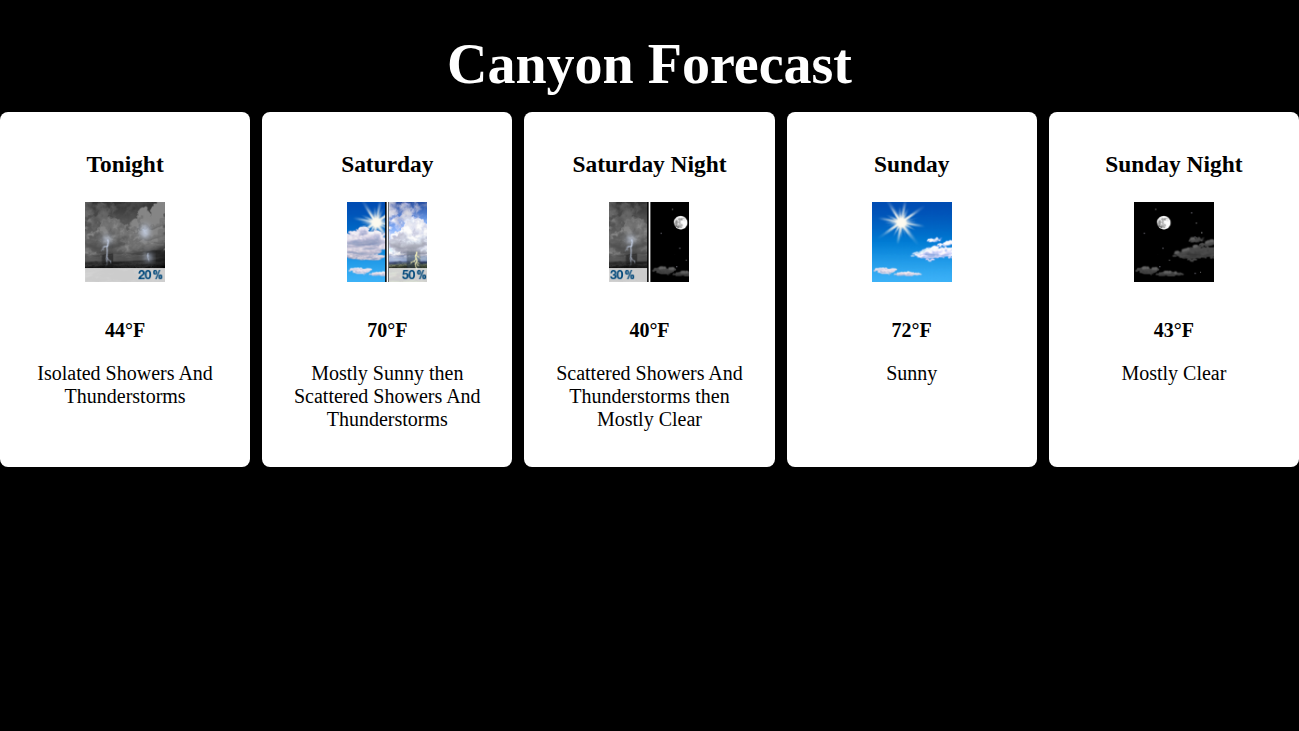 Canyon Forecast
Tonight
20%
44°F
Isolated Showers And
Thunderstorms
Saturday
50%
70°F
Mostly Sunny then
Scattered Showers And
Thunderstorms
Saturday Night
30%
40°F
Scattered Showers And
Thunderstorms then
Mostly Clear
Sunday
72°F
Sunny
Sunday Night
43°F
Mostly Clear